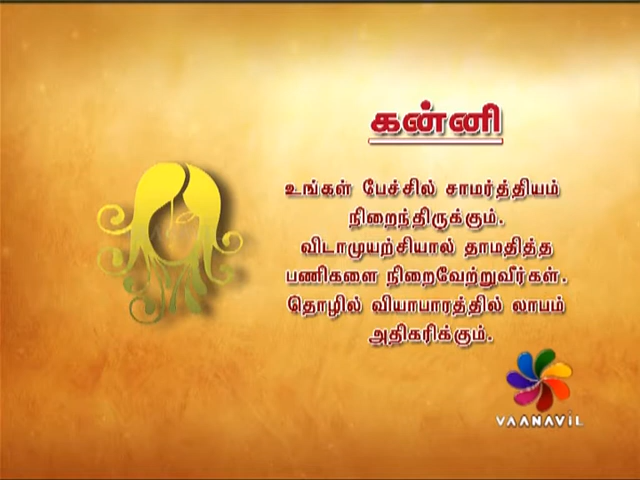 கன்னி
உங்கள் பேச்சில் சாமர்த்தியம்
நிறைந்திருக்கும்.
விடாமுயற்சியால் தாமதித்த
பணிகளை நிறைவேற்றுவீர்கள்.
தொழில் வியாபாரத்தில் லாபம்
அதிகரிக்கும்.
VAANAVIL